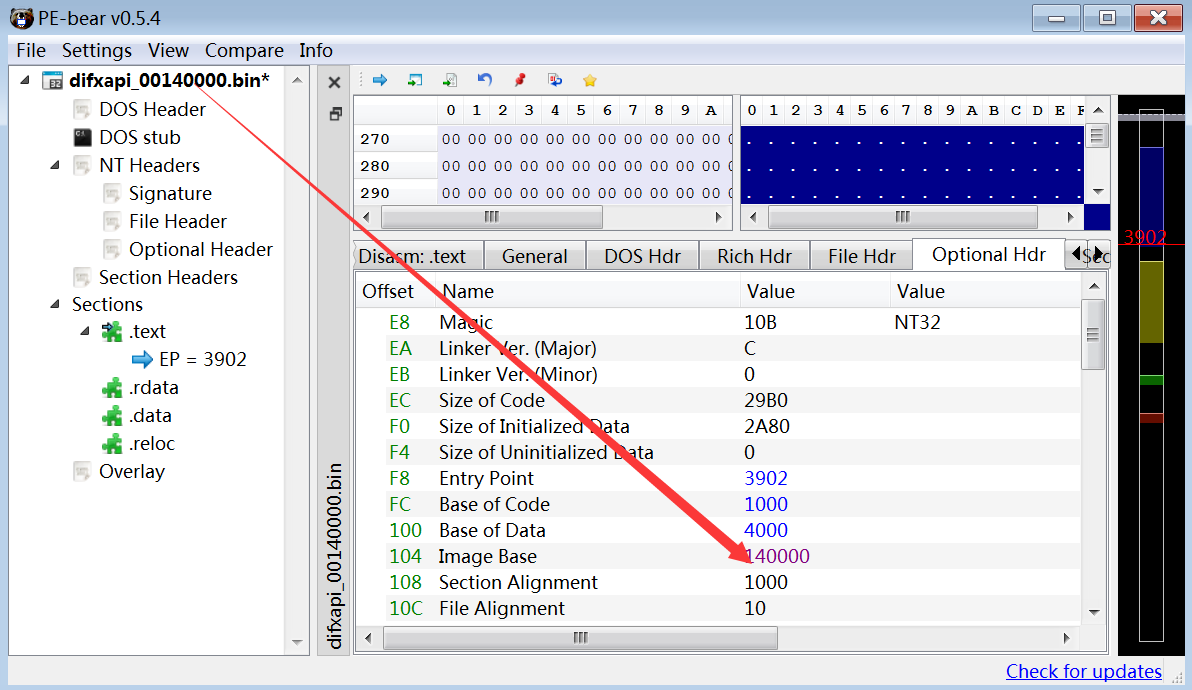 PE-bear v0.5.4
File Settings View Compare Info
difxapi_00140000.bin*
DOS Header
DOS stub
NT Headers
Signature
File Header
Optional Header
Section Headers
Sections
.text
EP = 3902
.rdata
.data
.reloc
Overlay
difxapi_00140000.bin
0 1 2 3 4 5 6 7 8 9 A
270 00 00 00 00 00 00 00 00 00 00 00
280 00 00 00 00 00 00 00 00 00 00 00
290 00 00 00 00 00 00 00 00 00 00 00
0 1 2 3 4 5 6 7 8 9 A B C D E F
. . . . . . . . . . . . . . . .
. . . . . . . . . . . . . . . .
. . . . . . . . . . . . . . . .
3902
Disasm: .text General DOS Hdr Rich Hdr File Hdr Optional Hdr Sec
Offset Name Value Value
E8 Magic 10B NT32
EA Linker Ver. (Major) C
EB Linker Ver. (Minor) 0
EC Size of Code 29B0
F0 Size of Initialized Data 2A80
F4 Size of Uninitialized Data 0
F8 Entry Point 3902
FC Base of Code 1000
100 Base of Data 4000
104 Image Base 140000
108 Section Alignment 1000
10C File Alignment 10
Check for updates